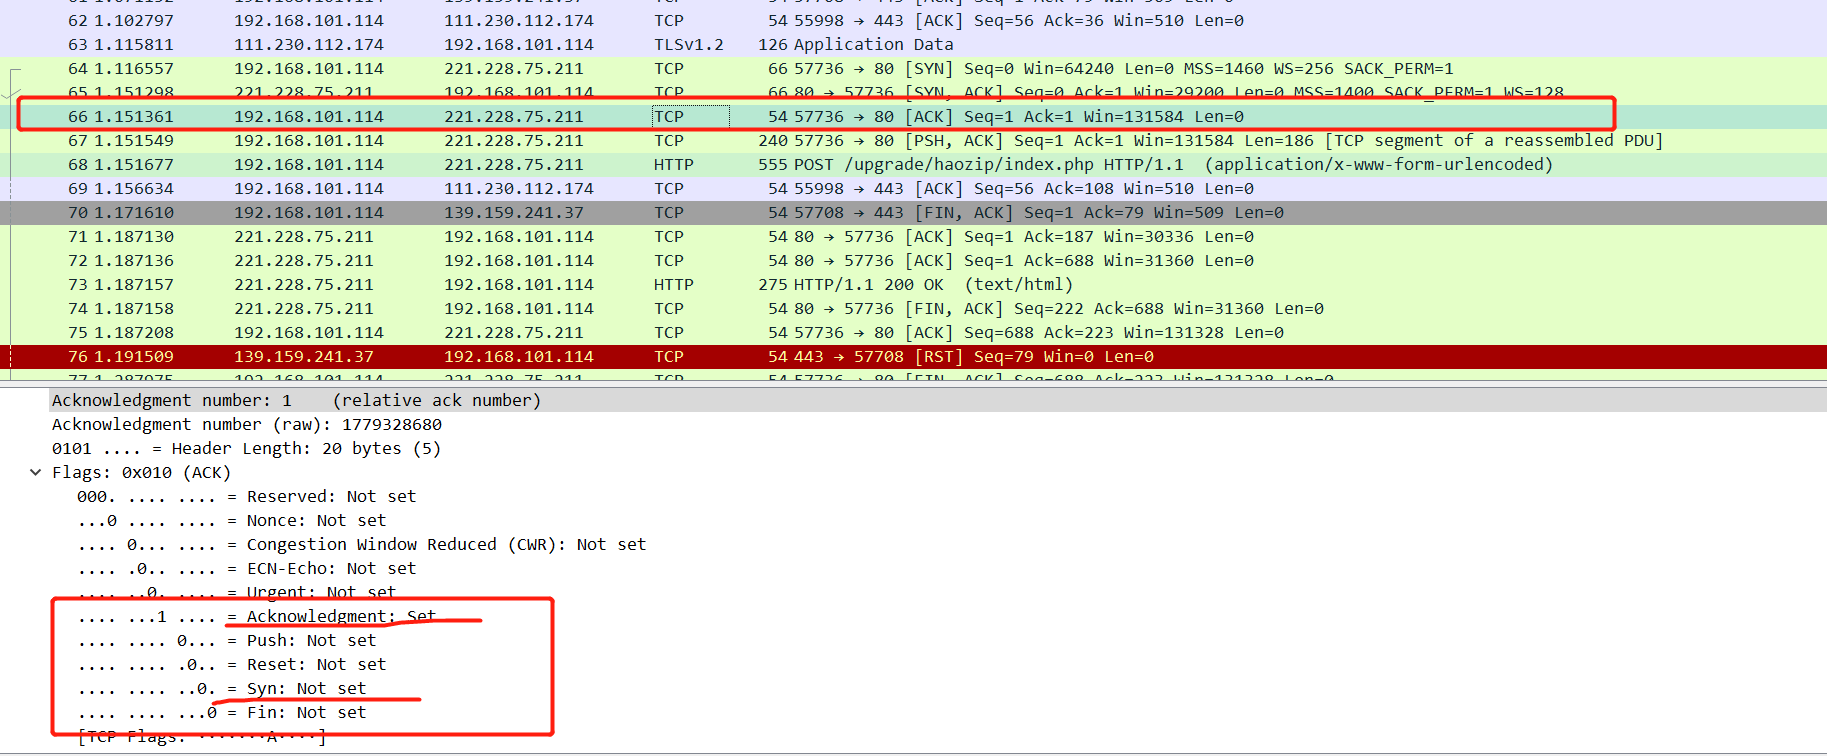 62 1.102797 192.168.101.114 111.230.112.174 TCP 54 55998 → 443 [ACK] Seq=56 Ack=36 Win=510 Len=0
63 1.115811 111.230.112.174 192.168.101.114 TLSv1.2 126 Application Data
64 1.116557 192.168.101.114 221.228.75.211 TCP 66 57736 → 80 [SYN] Seq=0 Win=64240 Len=0 MSS=1460 WS=256 SACK_PERM=1
65 1.151298 221.228.75.211 192.168.101.114 TCP 66 80 → 57736 [SYN, ACK] Seq=0 Ack=1 Win=29200 Len=0 MSS=1400 SACK_PERM=1 WS=128
66 1.151361 192.168.101.114 221.228.75.211 TCP 54 57736 → 80 [ACK] Seq=1 Ack=1 Win=131584 Len=0
67 1.151549 192.168.101.114 221.228.75.211 TCP 240 57736 → 80 [PSH, ACK] Seq=1 Ack=1 Win=131584 Len=186 [TCP segment of a reassembled PDU]
68 1.151677 192.168.101.114 221.228.75.211 HTTP 555 POST /upgrade/haozip/index.php HTTP/1.1 (application/x-www-form-urlencoded)
69 1.156634 192.168.101.114 111.230.112.174 TCP 54 55998 → 443 [ACK] Seq=56 Ack=108 Win=510 Len=0
70 1.171610 192.168.101.114 139.159.241.37 TCP 54 57708 → 443 [FIN, ACK] Seq=1 Ack=79 Win=509 Len=0
71 1.187130 221.228.75.211 192.168.101.114 TCP 54 80 → 57736 [ACK] Seq=1 Ack=187 Win=30336 Len=0
72 1.187136 221.228.75.211 192.168.101.114 TCP 54 80 → 57736 [ACK] Seq=1 Ack=688 Win=31360 Len=0
73 1.187157 221.228.75.211 192.168.101.114 HTTP 275 HTTP/1.1 200 OK (text/html)
74 1.187158 221.228.75.211 192.168.101.114 TCP 54 80 → 57736 [FIN, ACK] Seq=222 Ack=688 Win=31360 Len=0
75 1.187208 192.168.101.114 221.228.75.211 TCP 54 57736 → 80 [ACK] Seq=688 Ack=223 Win=131328 Len=0
76 1.191509 139.159.241.37 192.168.101.114 TCP 54 443 → 57708 [RST] Seq=79 Win=0 Len=0
Acknowledgment number: 1 (relative ack number)
Acknowledgment number (raw): 1779328680
0101 .... = Header Length: 20 bytes (5)
Flags: 0x010 (ACK)
000. .... .... = Reserved: Not set
...0 .... .... = Nonce: Not set
.... 0... .... = Congestion Window Reduced (CWR): Not set
.... .0.. .... = ECN-Echo: Not set
.... ..0. .... = Urgent: Not set
.... ...1 .... = Acknowledgment: Set
.... .... 0... = Push: Not set
.... .... .0.. = Reset: Not set
.... .... ..0. = Syn: Not set
.... .... ...0 = Fin: Not set
[TCP Flags: ·······A····]